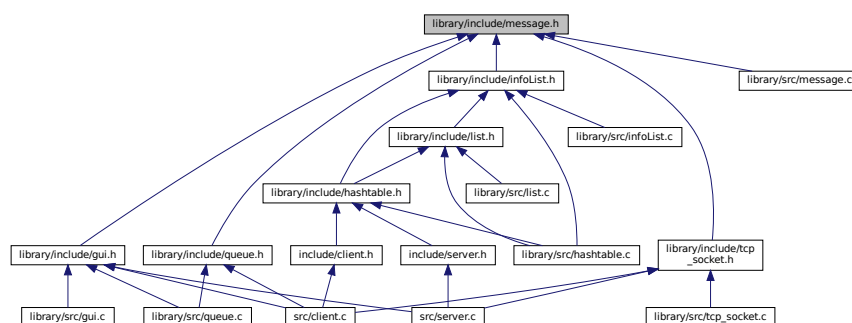 library/include/message.h
library/include/infoList.h
library/src/message.c
library/include/list.h
library/src/infoList.c
library/include/hashtable.h
library/src/list.c
library/include/gui.h
library/include/queue.h
include/client.h
include/server.h
library/src/hashtable.c
library/include/tcp
_socket.h
library/src/gui.c
library/src/queue.c
src/client.c
src/server.c
library/src/tcp_socket.c